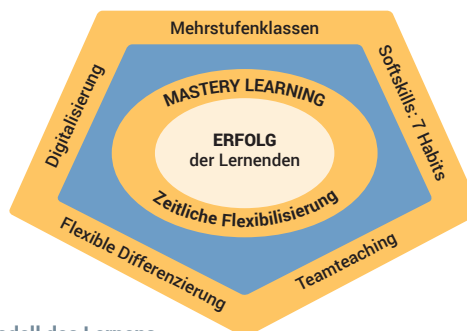 Mehrstufenklassen
Digitalisierung
Softskills: 7 Habits
MASTERY LEARNING
ERFOLG
der Lernenden
Zeitliche Flexibilisierung
Flexible Differenzierung
Teamteaching